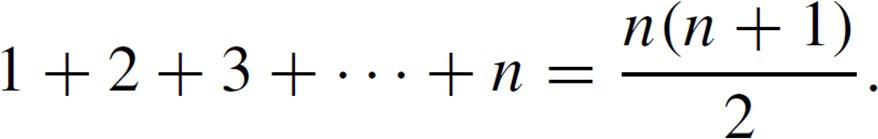 1 + 2 + 3 + ⋯ + n = n(n + 1)/2.